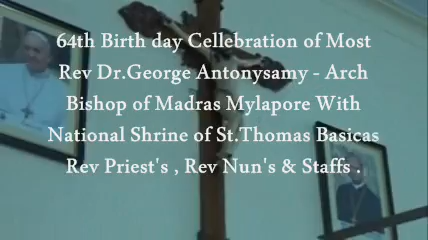 64th Birth day Cellebration of Most
Rev Dr.George Antonysamy - Arch
Bishop of Madras Mylapore With
National Shrine of St.Thomas Basicas
Rev Priest's , Rev Nun's & Staffs .